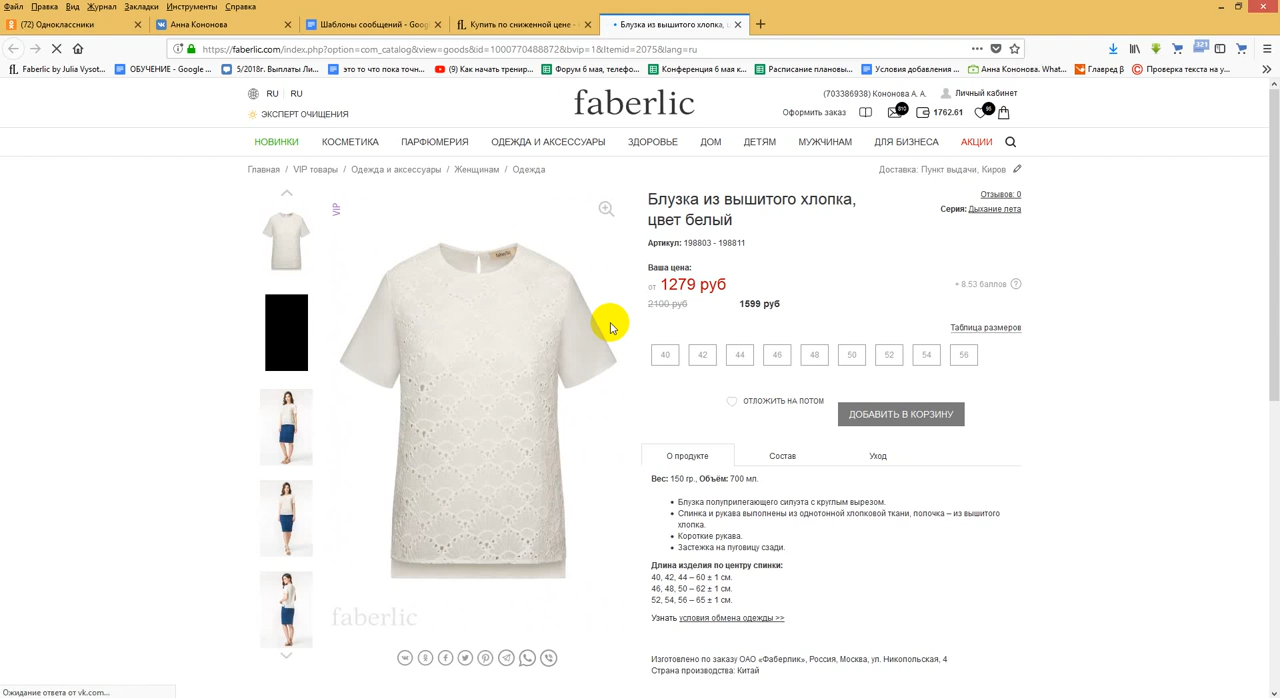 Файл Правка Вид Журнал Закладки Инструменты Справка
(72) Одноклассники
Анна Кононова
Шаблоны сообщений - Goog
Купить по сниженной цене -
Блузка из вышитого хлопка,
https://faberlic.com/index.php?option=com_catalog&view=goods&id=1000770488872&bvip=1&Itemid=2075&lang=ru
321
Faberlic by Julia Vysot...
ОБУЧЕНИЕ - Google ...
5/2018г. Выплаты Ли...
это то что пока точн...
(9) Как начать тренир...
Форум 6 мая, телефо...
Конференция 6 мая к...
Расписание плановы...
Условия добавления ...
Анна Кононова. What...
Главред β
Проверка текста на у...
RU RU
ЭКСПЕРТ ОЧИЩЕНИЯ
faberlic
(703386938) Кононова А. А. Личный кабинет
Оформить заказ 810 1762.61 95
НОВИНКИ КОСМЕТИКА ПАРФЮМЕРИЯ ОДЕЖДА И АКСЕССУАРЫ ЗДОРОВЬЕ ДОМ ДЕТЯМ МУЖЧИНАМ ДЛЯ БИЗНЕСА АКЦИИ
Главная / VIP товары / Одежда и аксессуары / Женщинам / Одежда
Доставка: Пункт выдачи, Киров
VIP
faberlic
faberlic
Блузка из вышитого хлопка,
цвет белый
Отзывов: 0
Серия: Дыхание лета
Артикул: 198803 - 198811
Ваша цена:
от 1279 руб
+ 8.53 баллов ?
2100 руб 1599 руб
Таблица размеров
40 42 44 46 48 50 52 54 56
ОТЛОЖИТЬ НА ПОТОМ
ДОБАВИТЬ В КОРЗИНУ
О продукте Состав Уход
Вес: 150 гр., Объём: 700 мл.
Блузка полуприлегающего силуэта с круглым вырезом.
Спинка и рукава выполнены из однотонной хлопковой ткани, полочка – из вышитого
хлопка.
Короткие рукава.
Застежка на пуговицу сзади.
Длина изделия по центру спинки:
40, 42, 44 – 60 ± 1 см.
46, 48, 50 – 62 ± 1 см.
52, 54, 56 – 65 ± 1 см.
Узнать условия обмена одежды >>
Изготовлено по заказу ОАО «Фаберлик», Россия, Москва, ул. Никопольская, 4
Страна производства: Китай
Ожидание ответа от vk.com...